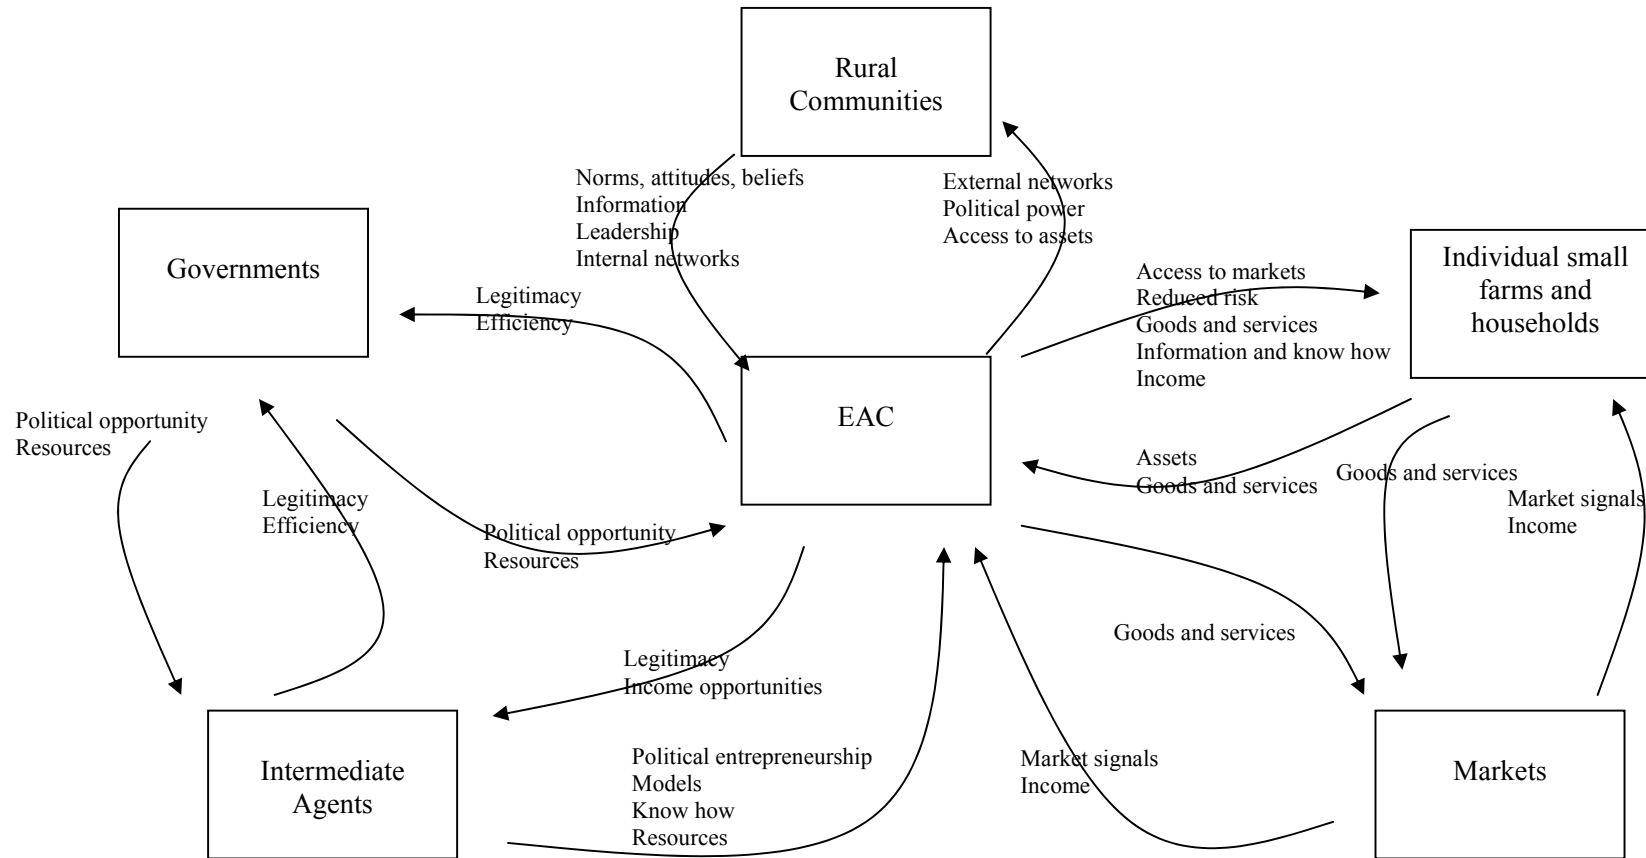 Rural
Communities
Norms, attitudes, beliefs
Information
Leadership
Internal networks
External networks
Political power
Access to assets
Governments
Legitimacy
Efficiency
Access to markets
Reduced risk
Goods and services
Information and know how
Income
Individual small
farms and
households
EAC
Political opportunity
Resources
Legitimacy
Efficiency
Political opportunity
Resources
Assets
Goods and services
Goods and services
Market signals
Income
Goods and services
Legitimacy
Income opportunities
Intermediate
Agents
Political entrepreneurship
Models
Know how
Resources
Market signals
Income
Markets